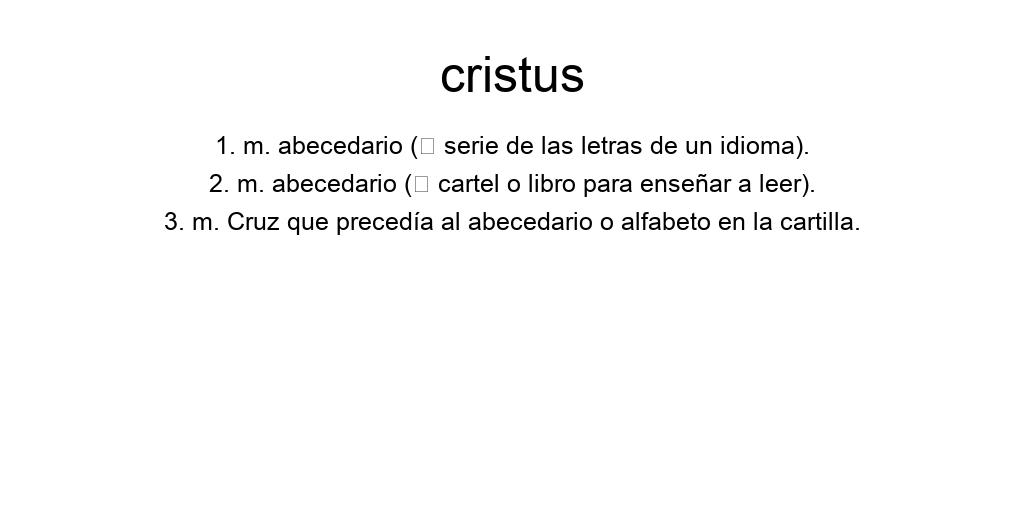 cristus
1. m. abecedario (□ serie de las letras de un idioma).
2. m. abecedario (□ cartel o libro para enseñar a leer).
3. m. Cruz que precedía al abecedario o alfabeto en la cartilla.